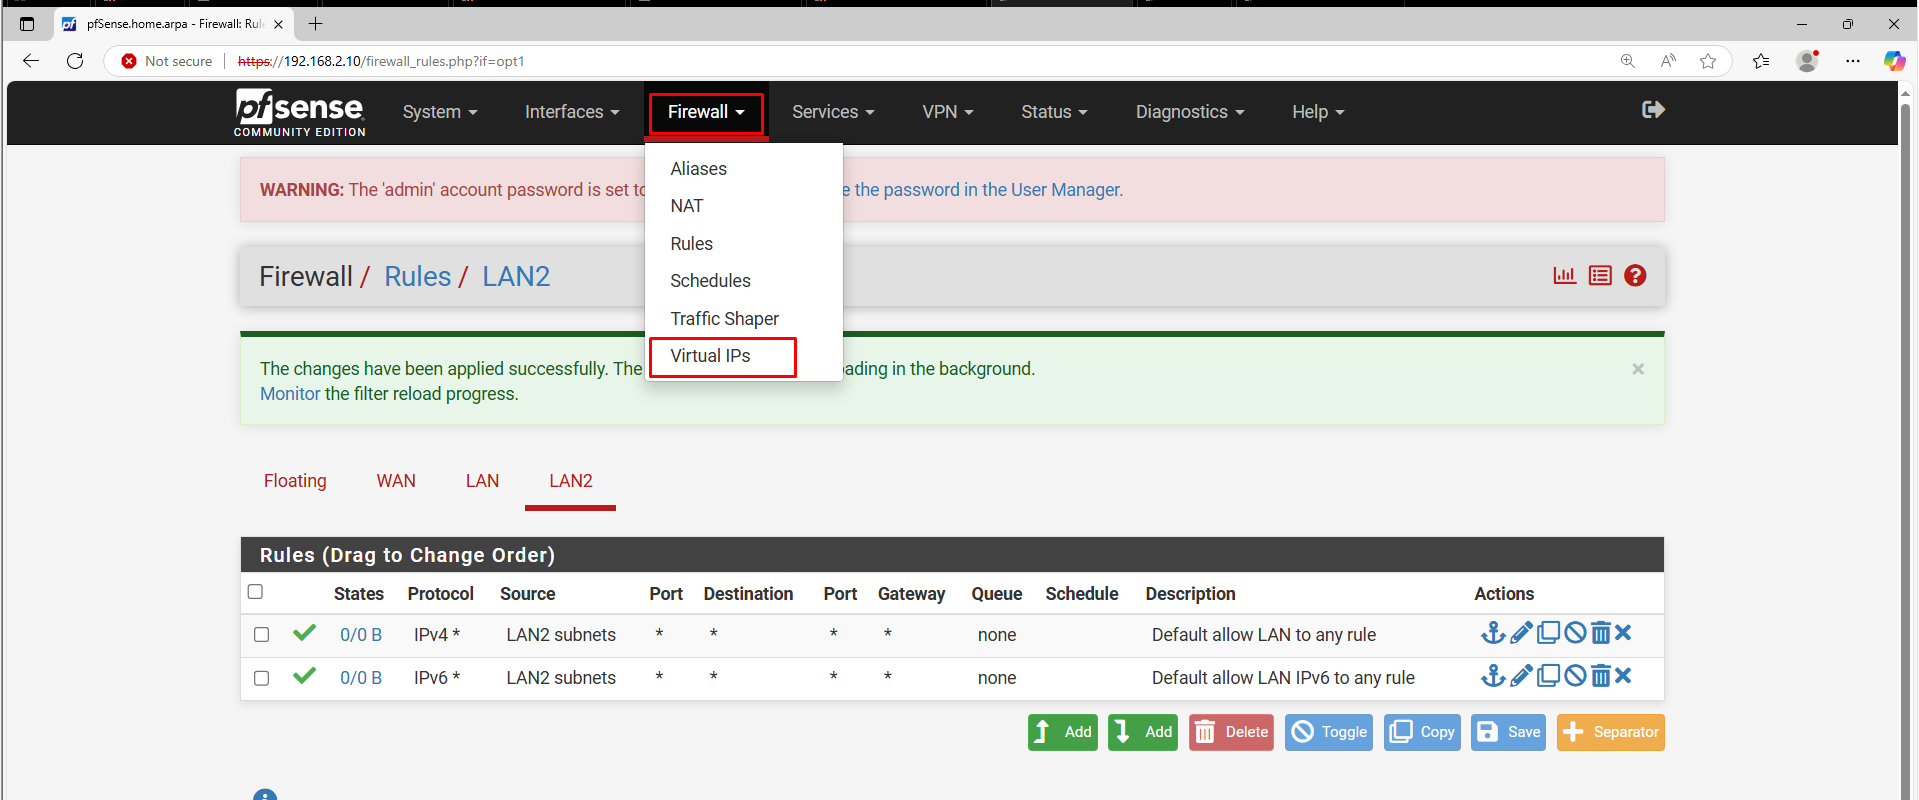 pfSense.home.arpa - Firewall: Rul
Not secure
https://192.168.2.10/firewall_rules.php?if=opt1
pfsense
COMMUNITY EDITION
System
Interfaces
Firewall
Services
VPN
Status
Diagnostics
Help
Aliases
NAT
Rules
Schedules
Traffic Shaper
Virtual IPs
WARNING: The 'admin' account password is set to
e the password in the User Manager.
Firewall / Rules / LAN2
The changes have been applied successfully. The
ading in the background.
Monitor the filter reload progress.
Floating WAN LAN LAN2
Rules (Drag to Change Order)
States Protocol Source Port Destination Port Gateway Queue Schedule Description Actions
0/0 B IPv4 * LAN2 subnets * * * * none Default allow LAN to any rule
0/0 B IPv6 * LAN2 subnets * * * * none Default allow LAN IPv6 to any rule
Add Add Delete Toggle Copy Save Separator